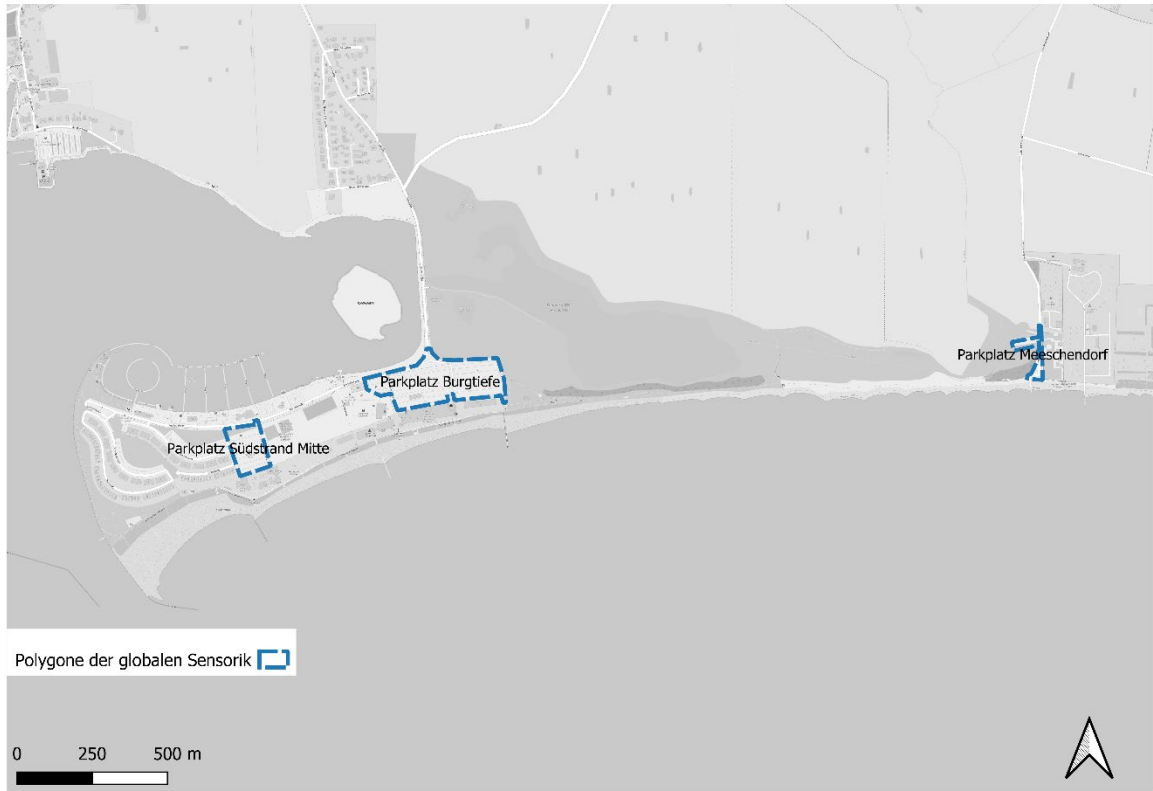 Parkplatz Meeschendorf
Parkplatz Burgtiefe
Parkplatz Südstrand Mitte
Polygone der globalen Sensorik
0 250 500 m